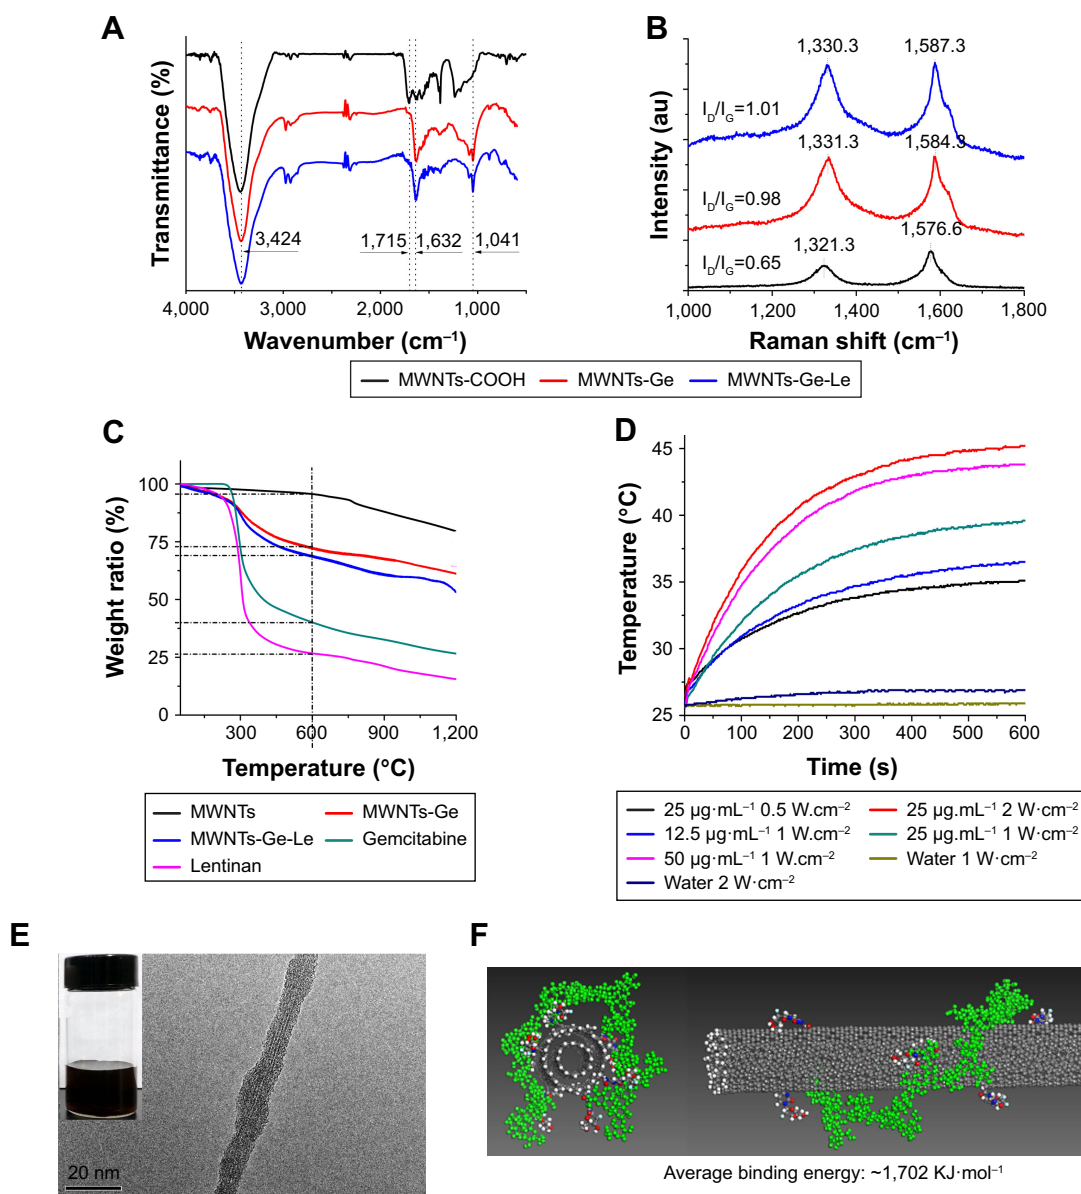 A
Transmittance (%)
3,424
1,715
1,632
1,041
4,000
3,000
2,000
1,000
Wavenumber (cm⁻¹)
B
Intensity (au)
1,330.3
1,587.3
I_D/I_G=1.01
1,331.3
1,584.3
I_D/I_G=0.98
1,321.3
1,576.6
I_D/I_G=0.65
1,000
1,200
1,400
1,600
1,800
Raman shift (cm⁻¹)
MWNTs-COOH
MWNTs-Ge
MWNTs-Ge-Le
C
Weight ratio (%)
100
75
50
25
0
300
600
900
1,200
Temperature (°C)
MWNTs
MWNTs-Ge
MWNTs-Ge-Le
Gemcitabine
Lentinan
D
Temperature (°C)
45
40
35
30
25
0
100
200
300
400
500
600
Time (s)
25 µg·mL⁻¹ 0.5 W.cm⁻²
25 µg.mL⁻¹ 2 W·cm⁻²
12.5 µg·mL⁻¹ 1 W.cm⁻²
25 µg.mL⁻¹ 1 W·cm⁻²
50 µg·mL⁻¹ 1 W.cm⁻²
Water 1 W·cm⁻²
Water 2 W·cm⁻²
E
20 nm
F
Average binding energy: ~1,702 KJ·mol⁻¹